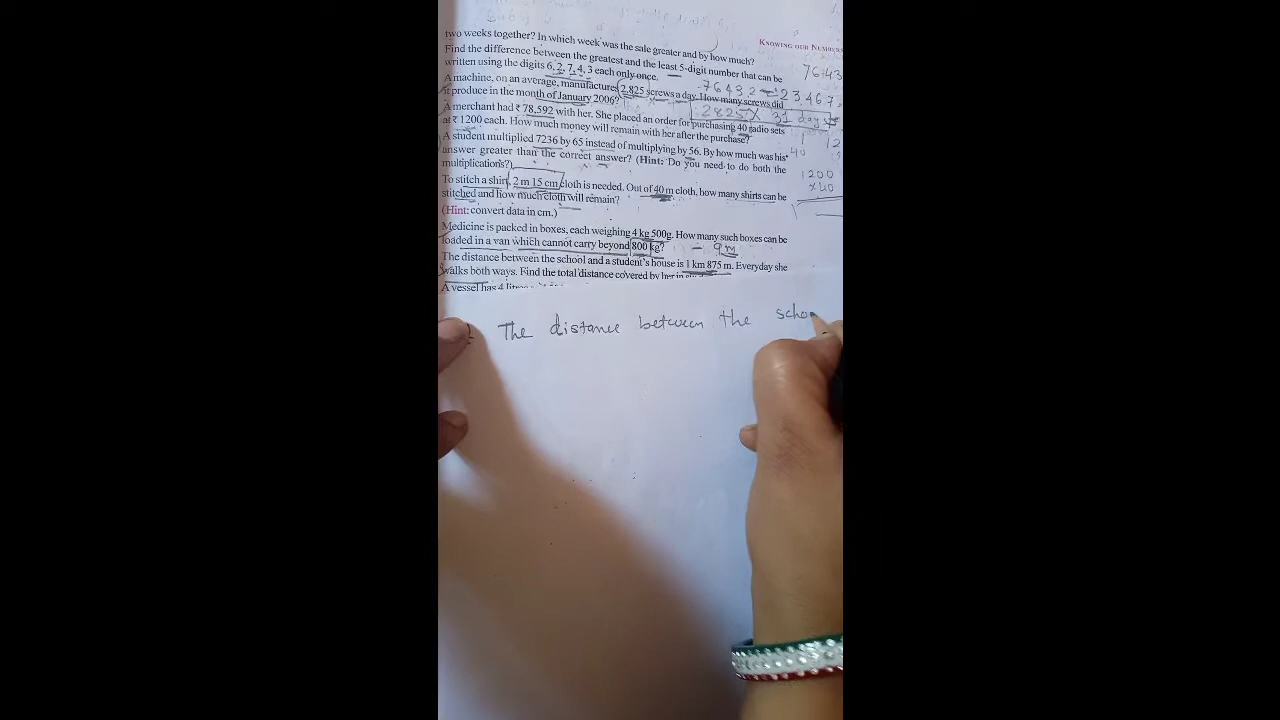 KNOWING OUR NUMBERS
two weeks together? In which week was the sale greater and by how much?
Find the difference between the greatest and the least 5-digit number that can be
written using the digits 6, 2, 7, 4, 3 each only once.
7643
76432 - 23467
A machine, on an average, manufactures 2,825 screws a day. How many screws did
it produce in the month of January 2006?
2825 X 31 days
A merchant had ₹ 78,592 with her. She placed an order for purchasing 40 radio sets
at ₹ 1200 each. How much money will remain with her after the purchase?
40
A student multiplied 7236 by 65 instead of multiplying by 56. By how much was his
answer greater than the correct answer? (Hint: Do you need to do both the
multiplications?)
1200
x40
To stitch a shirt, 2 m 15 cm cloth is needed. Out of 40 m cloth, how many shirts can be
stitched and how much cloth will remain?
(Hint: convert data in cm.)
Medicine is packed in boxes, each weighing 4 kg 500g. How many such boxes can be
loaded in a van which cannot carry beyond 800 kg?
- 9m
The distance between the school and a student's house is 1 km 875 m. Everyday she
walks both ways. Find the total distance covered by her in
A vessel has 4
The distance between the scho